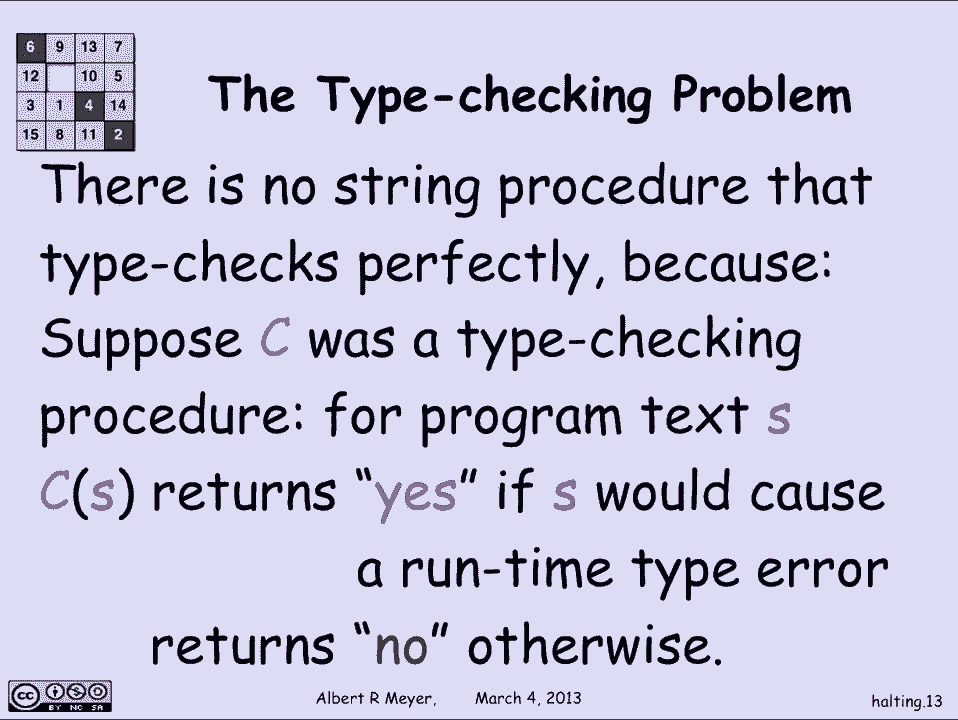 6 9 13 7
12 10 5
3 1 4 14
15 8 11 2
The Type-checking Problem
There is no string procedure that
type-checks perfectly, because:
Suppose C was a type-checking
procedure: for program text s
C(s) returns “yes” if s would cause
a run-time type error
returns “no” otherwise.
cc BY NC SA
Albert R Meyer, March 4, 2013
halting.13